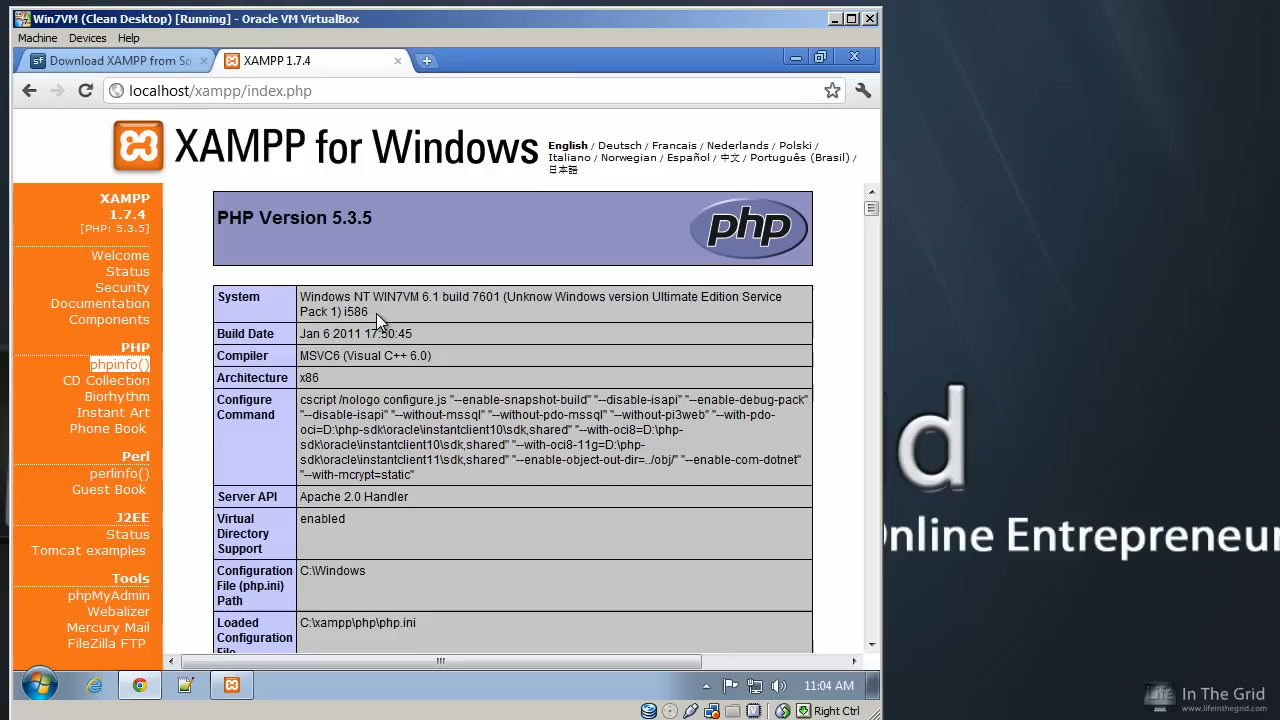 Win7VM (Clean Desktop) [Running] - Oracle VM VirtualBox
Machine Devices Help
sf Download XAMPP from So
XAMPP 1.7.4
localhost/xampp/index.php
XAMPP for Windows
English / Deutsch / Francais / Nederlands / Polski /
Italiano / Norwegian / Español / 中文 / Português (Brasil) /
日本語
XAMPP
1.7.4
[PHP: 5.3.5]
Welcome
Status
Security
Documentation
Components
PHP
phpinfo()
CD Collection
Biorhythm
Instant Art
Phone Book
Perl
perlinfo()
Guest Book
J2EE
Status
Tomcat examples
Tools
phpMyAdmin
Webalizer
Mercury Mail
FileZilla FTP
PHP Version 5.3.5
php
System
Windows NT WIN7VM 6.1 build 7601 (Unknow Windows version Ultimate Edition Service
Pack 1) i586
Build Date
Jan 6 2011 17:50:45
Compiler
MSVC6 (Visual C++ 6.0)
Architecture
x86
Configure
Command
cscript /nologo configure.js "--enable-snapshot-build" "--disable-isapi" "--enable-debug-pack"
"--disable-isapi" "--without-mssql" "--without-pdo-mssql" "--without-pi3web" "--with-pdo-
oci=D:\php-sdk\oracle\instantclient10\sdk,shared" "--with-oci8=D:\php-
sdk\oracle\instantclient10\sdk,shared" "--with-oci8-11g=D:\php-
sdk\oracle\instantclient11\sdk,shared" "--enable-object-out-dir=../obj/" "--enable-com-dotnet"
"--with-mcrypt=static"
Server API
Apache 2.0 Handler
Virtual
Directory
Support
enabled
Configuration
File (php.ini)
Path
C:\Windows
Loaded
Configuration
File
C:\xampp\php\php.ini
11:04 AM
Right Ctrl
id
Online Entrepreneur
Life In The Grid
www.lifeinthegrid.com